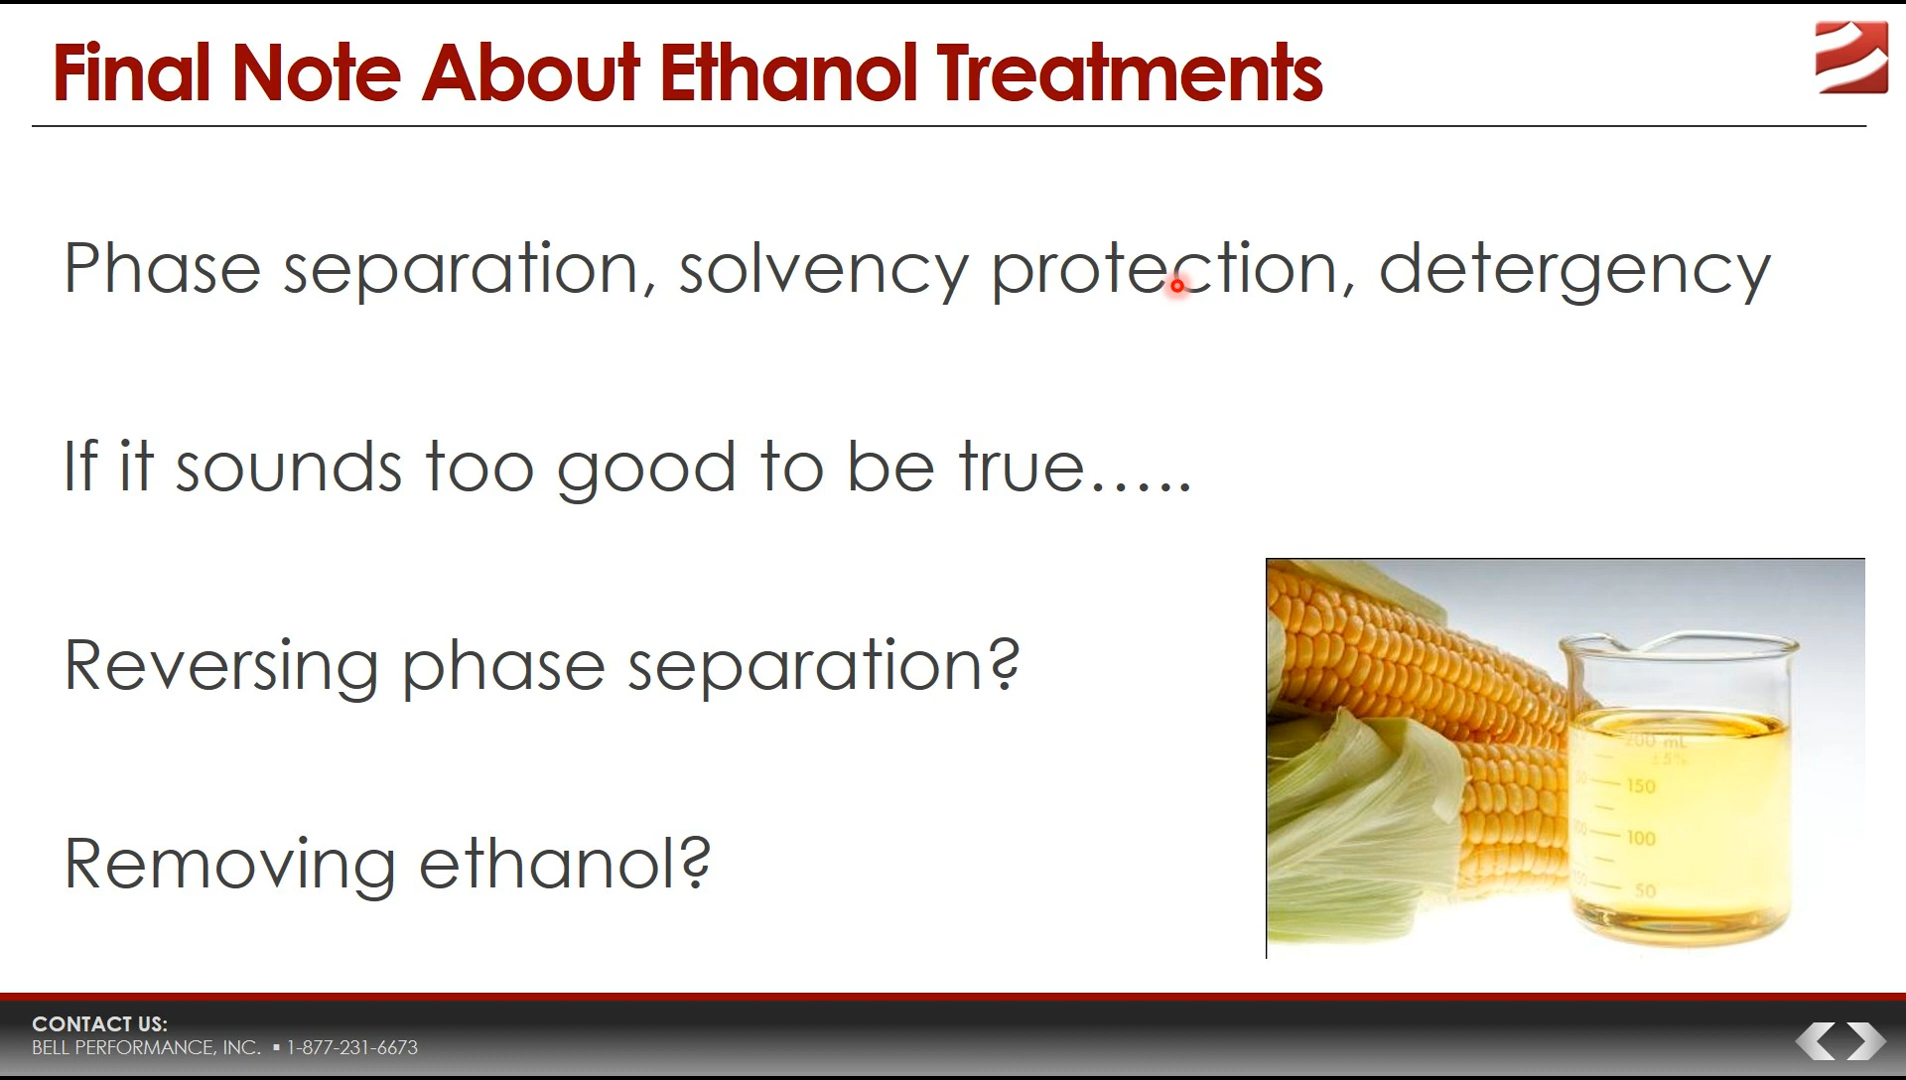 Final Note About Ethanol Treatments
Phase separation, solvency protection, detergency
If it sounds too good to be true.....
Reversing phase separation?
Removing ethanol?
200 mL
±5%
150
100
50
CONTACT US:
BELL PERFORMANCE, INC. ▪ 1-877-231-6673